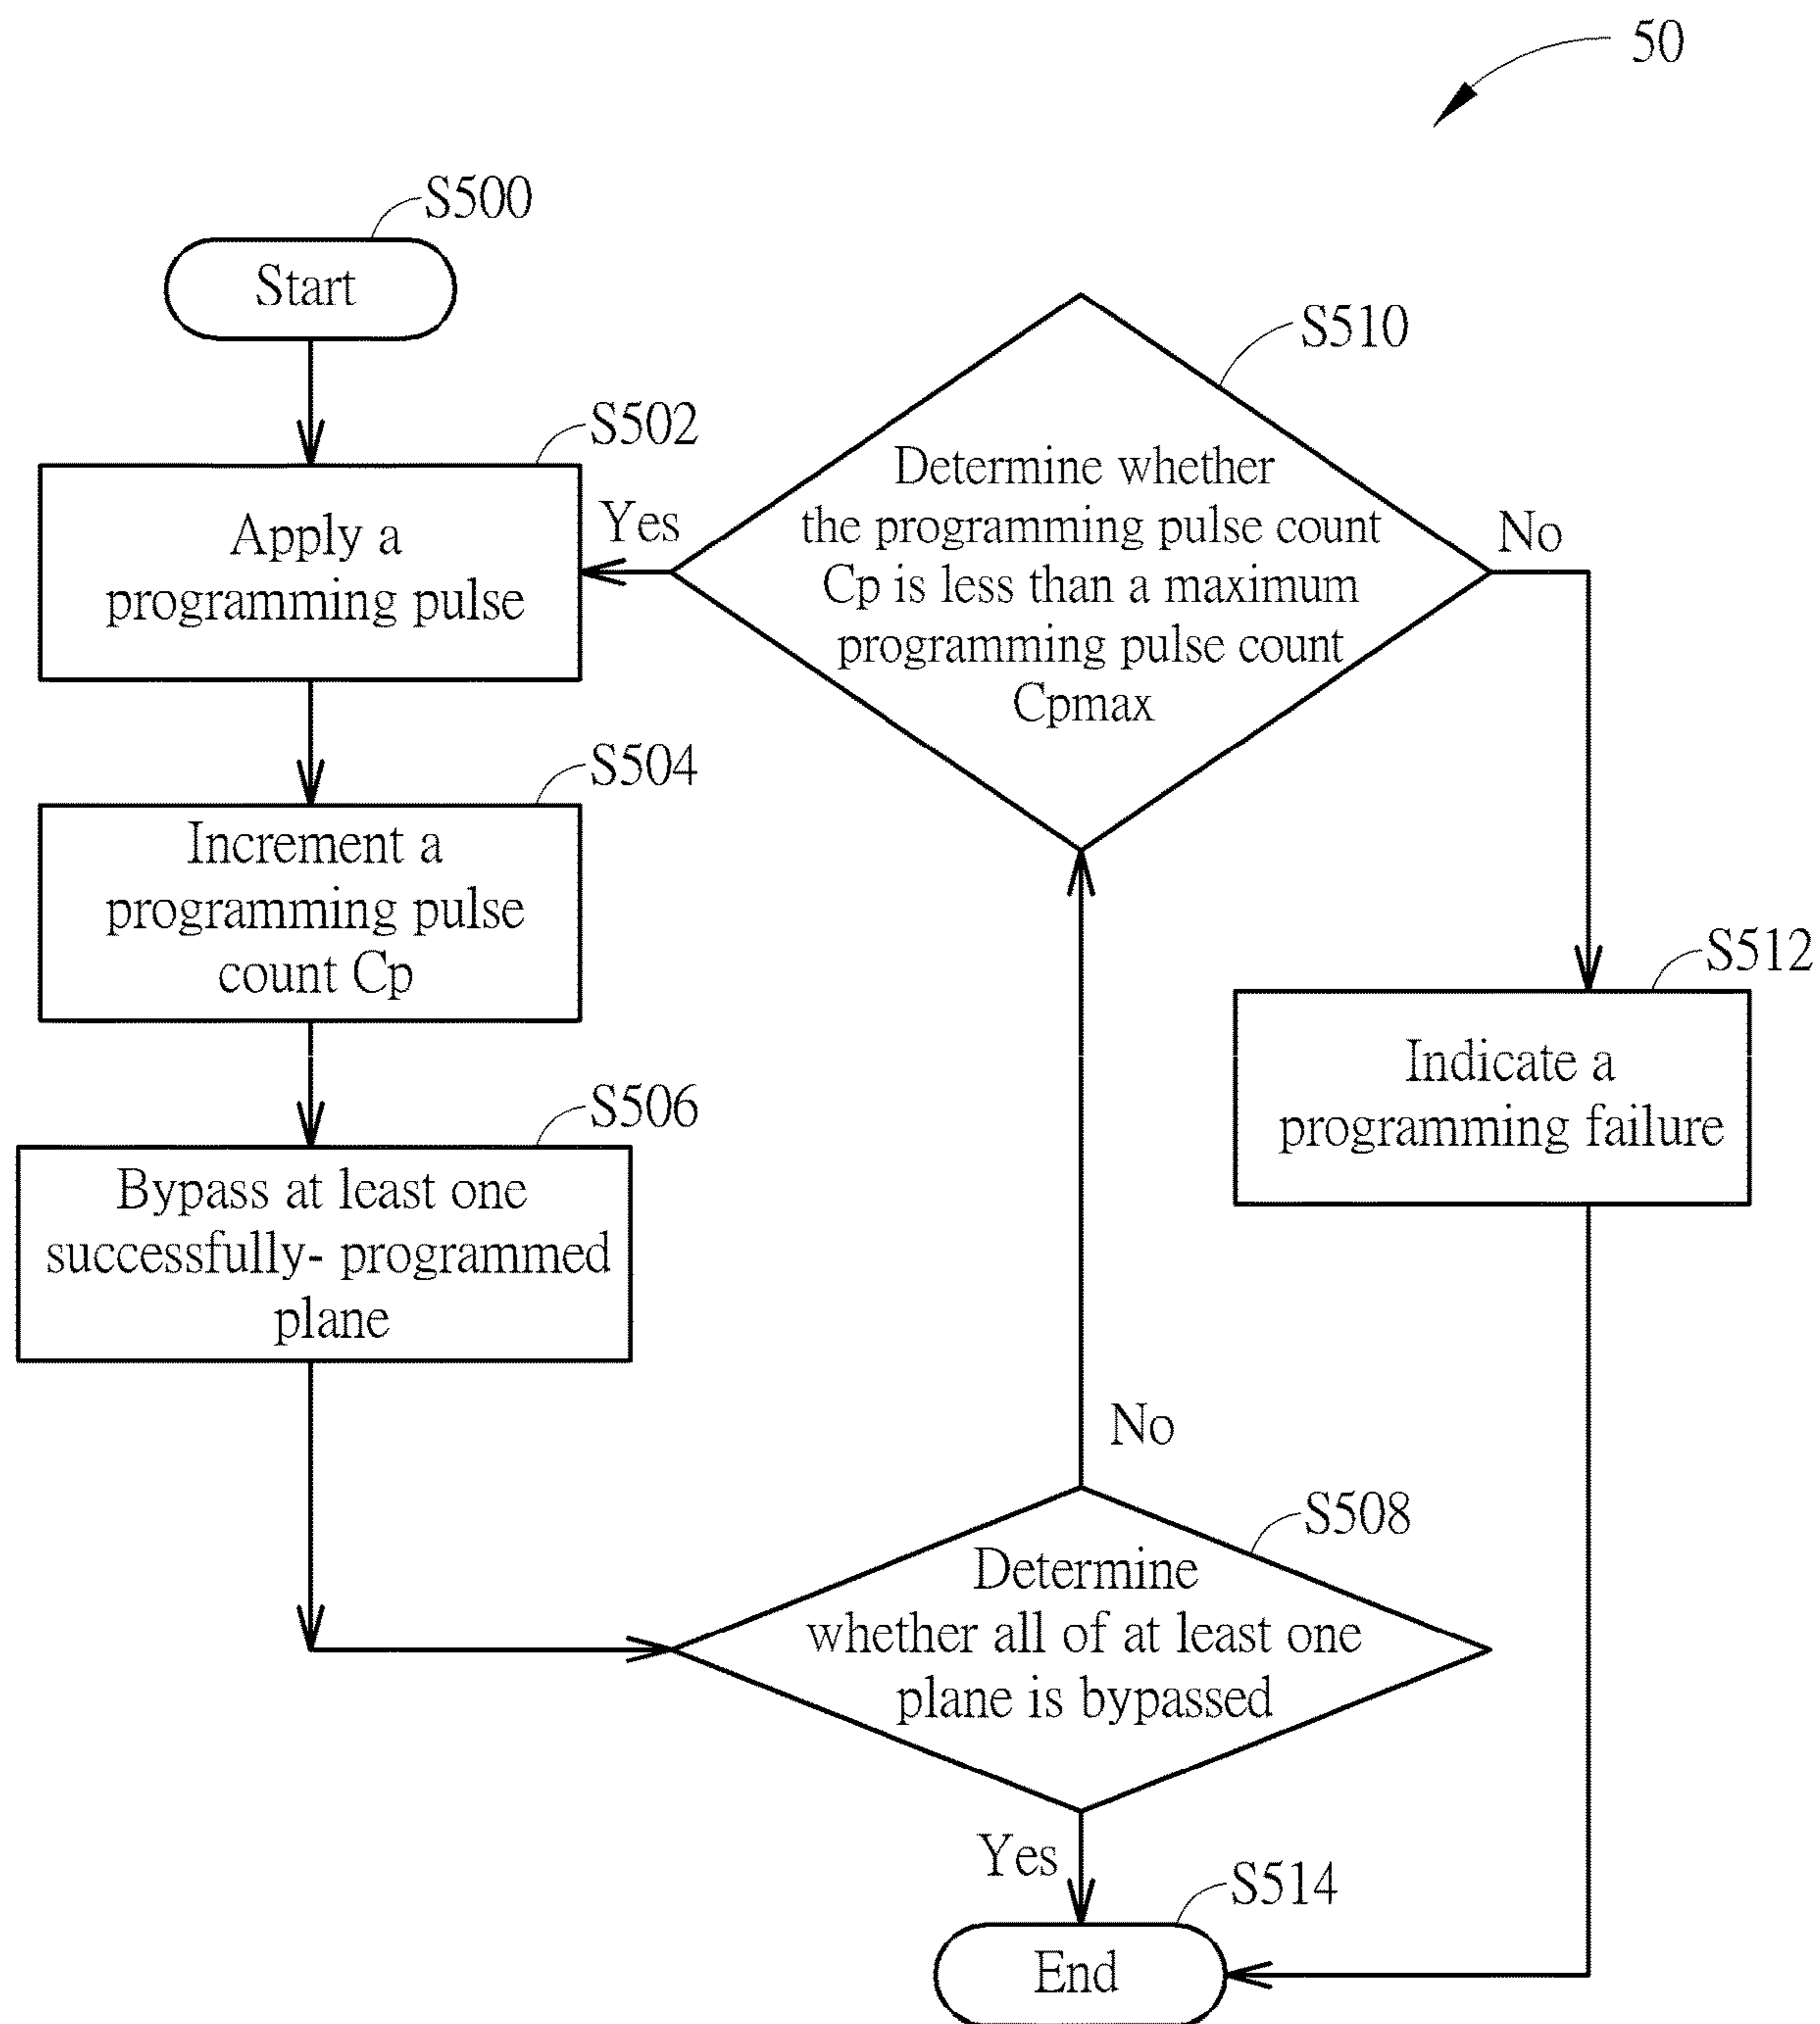 50
S500
Start
S502
Apply a
programming pulse
S504
Increment a
programming pulse
count Cp
S506
Bypass at least one
successfully- programmed
plane
S510
Determine whether
the programming pulse count
Cp is less than a maximum
programming pulse count
Cpmax
Yes
No
S512
Indicate a
programming failure
No
S508
Determine
whether all of at least one
plane is bypassed
Yes
S514
End